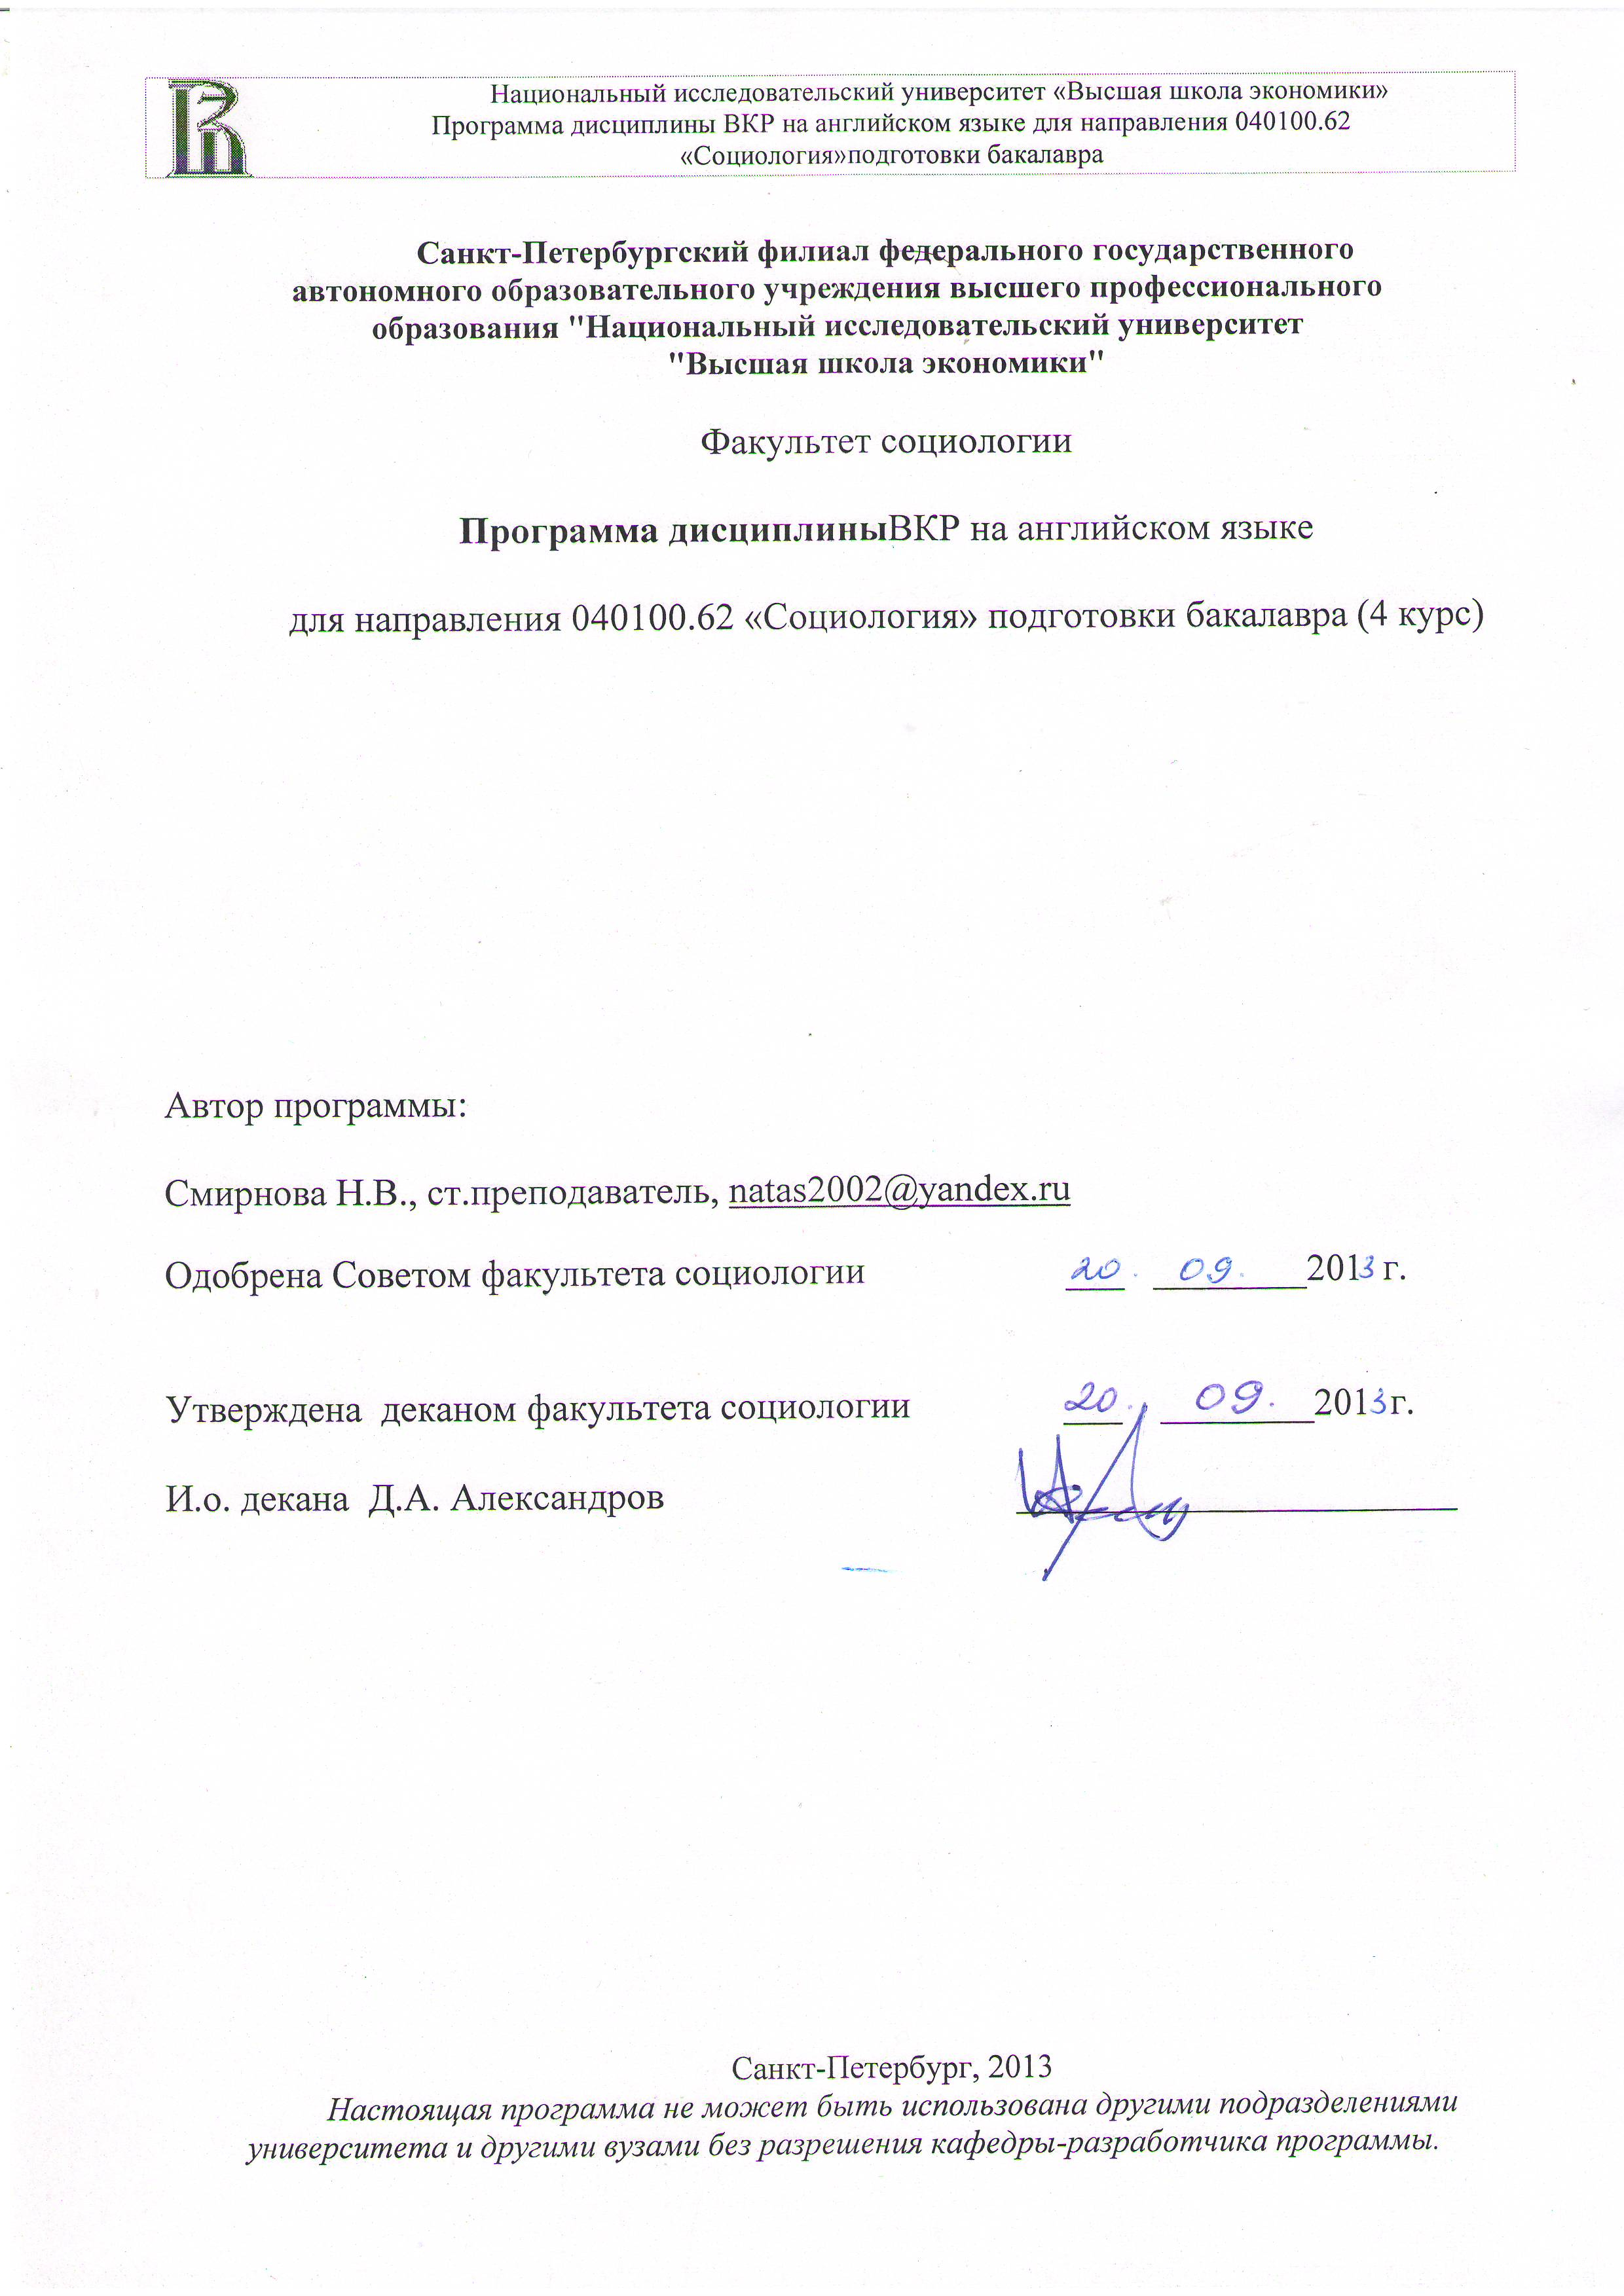 Национальный исследовательский университет «Высшая школа экономики»
Программа дисциплины ВКР на английском языке для направления 040100.62
«Социология»подготовки бакалавра
Санкт-Петербургский филиал федерального государственного
автономного образовательного учреждения высшего профессионального
образования "Национальный исследовательский университет
"Высшая школа экономики"
Факультет социологии
Программа дисциплиныВКР на английском языке
для направления 040100.62 «Социология» подготовки бакалавра (4 курс)
Автор программы:
Смирнова Н.В., ст.преподаватель, natas2002@yandex.ru
Одобрена Советом факультета социологии 20. 09. 2013 г.
Утверждена деканом факультета социологии 20. 09. 2013г.
И.о. декана Д.А. Александров
Санкт-Петербург, 2013
Настоящая программа не может быть использована другими подразделениями
университета и другими вузами без разрешения кафедры-разработчика программы.